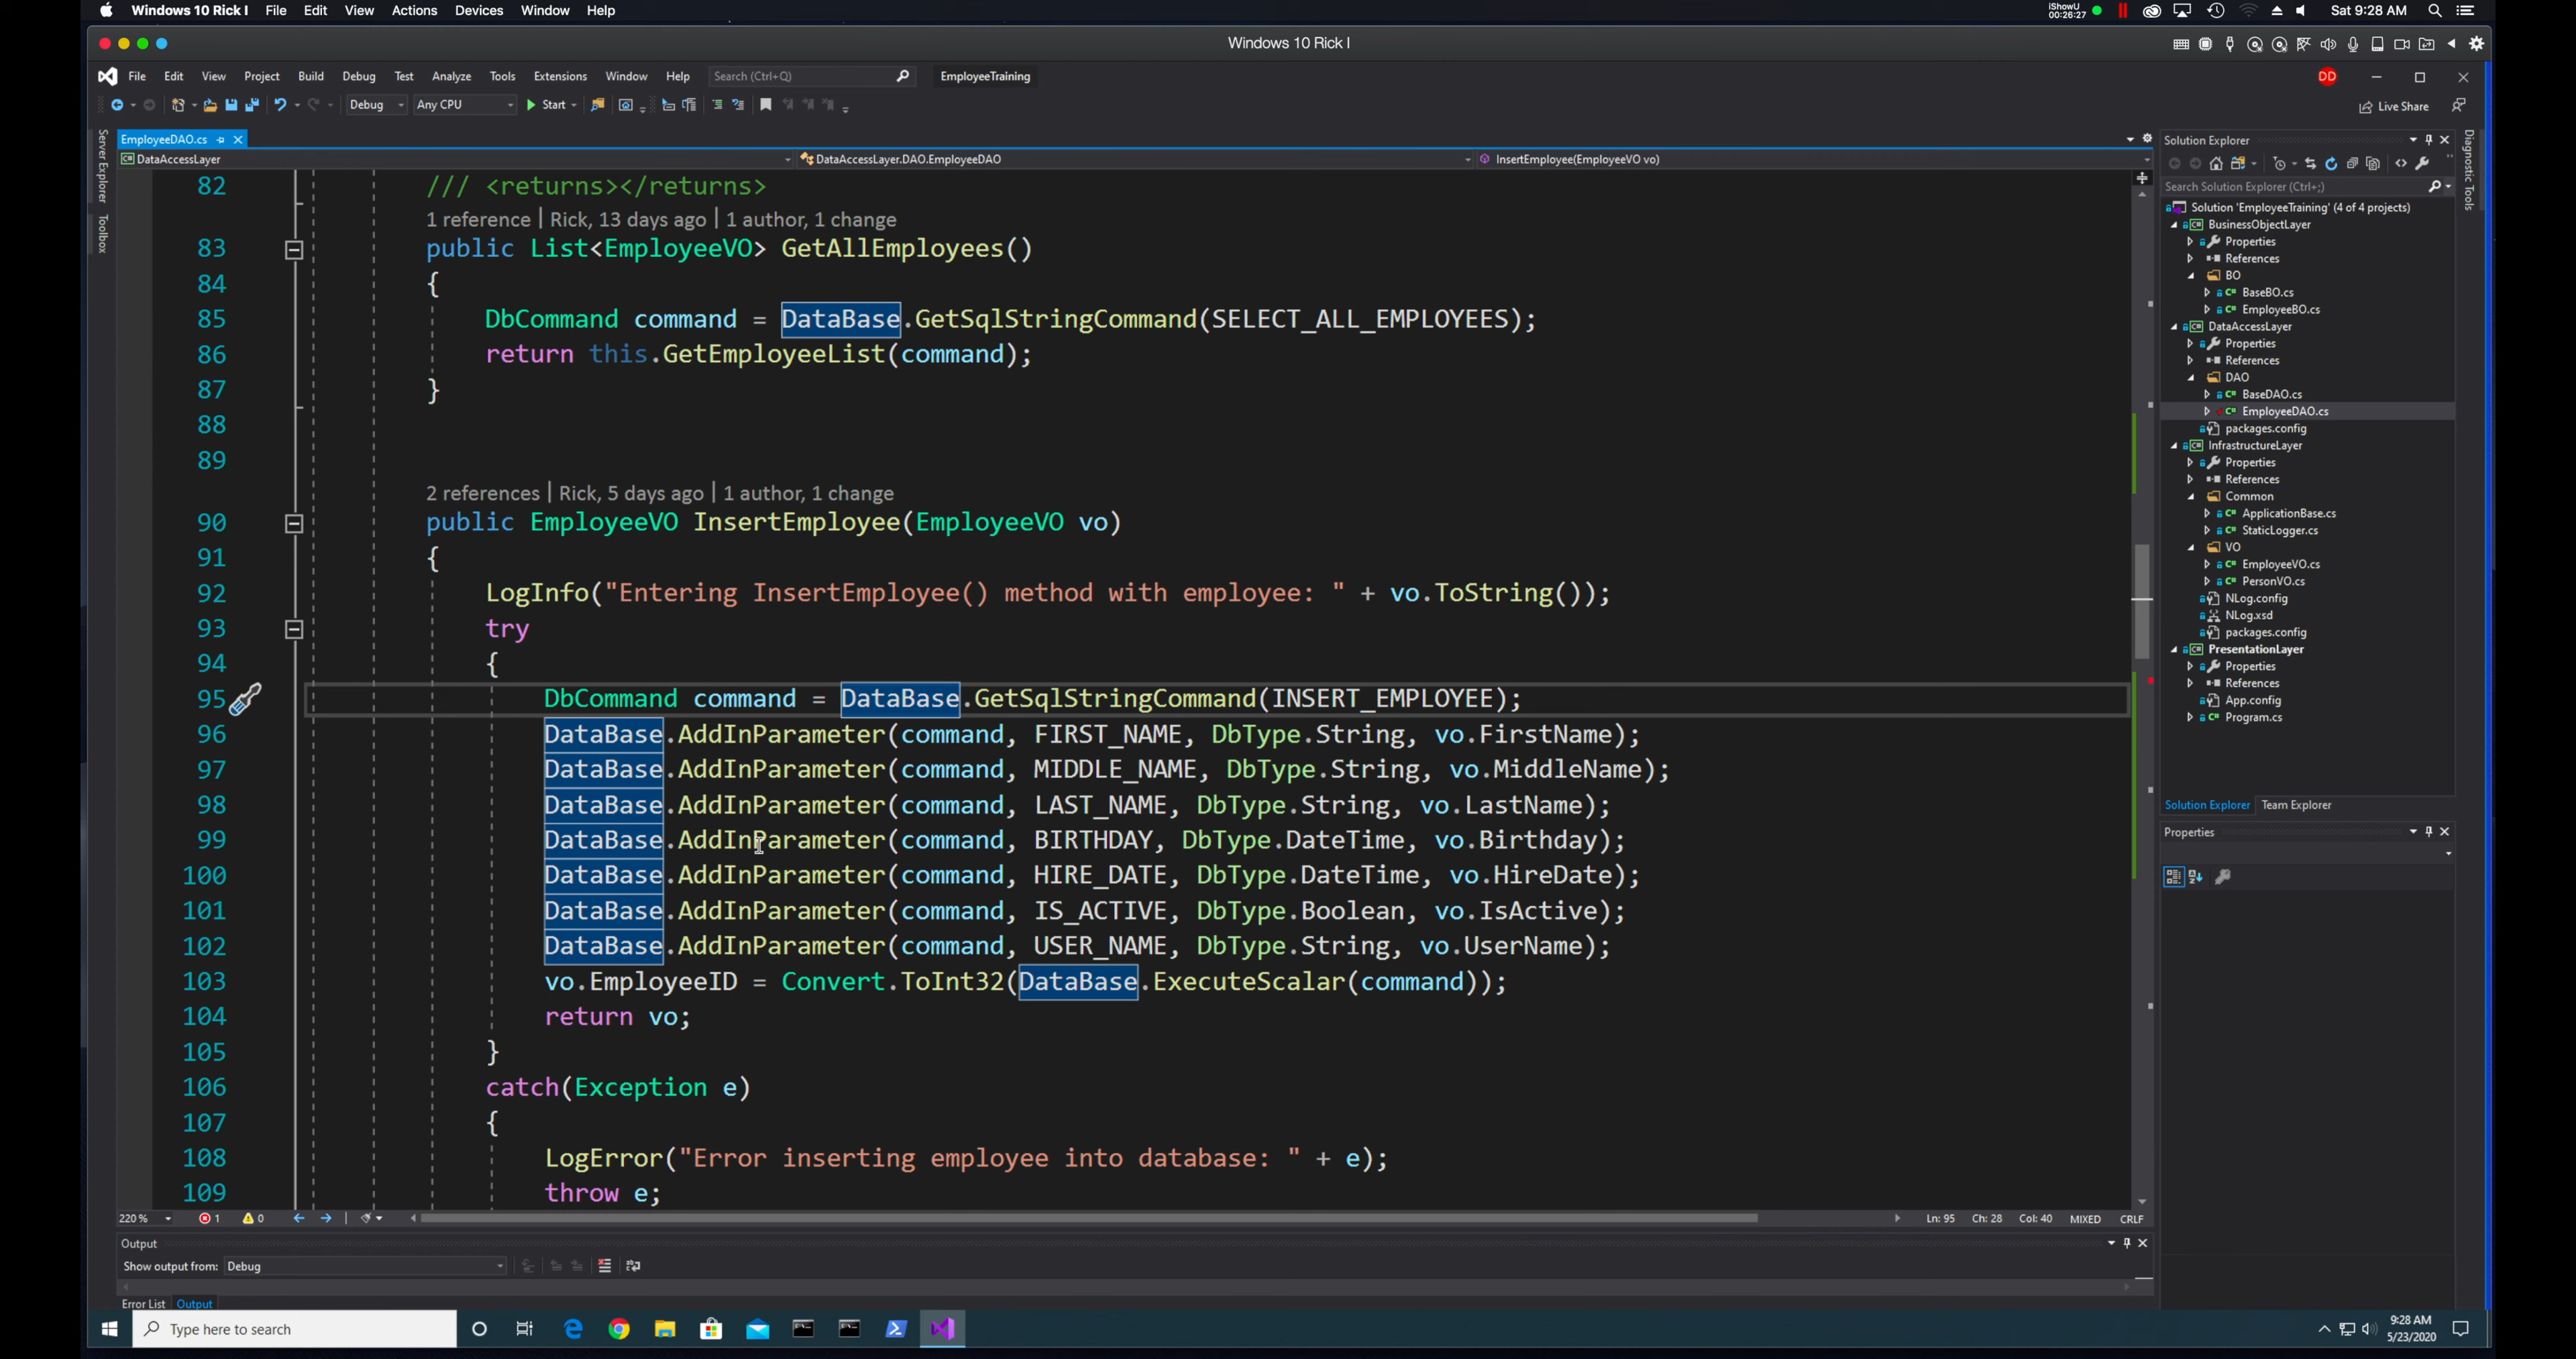 Windows 10 Rick I File Edit View Actions Devices Window Help
iShowU 00:26:27 Sat 9:28 AM
Windows 10 Rick I
File Edit View Project Build Debug Test Analyze Tools Extensions Window Help Search (Ctrl+Q) EmployeeTraining DD
Debug Any CPU Start Live Share
Server Explorer
Toolbox
EmployeeDAO.cs
DataAccessLayer DataAccessLayer.DAO.EmployeeDAO InsertEmployee(EmployeeVO vo)
82 /// <returns></returns>
1 reference | Rick, 13 days ago | 1 author, 1 change
83 public List<EmployeeVO> GetAllEmployees()
84 {
85 DbCommand command = DataBase.GetSqlStringCommand(SELECT_ALL_EMPLOYEES);
86 return this.GetEmployeeList(command);
87 }
88
89
2 references | Rick, 5 days ago | 1 author, 1 change
90 public EmployeeVO InsertEmployee(EmployeeVO vo)
91 {
92 LogInfo("Entering InsertEmployee() method with employee: " + vo.ToString());
93 try
94 {
95 DbCommand command = DataBase.GetSqlStringCommand(INSERT_EMPLOYEE);
96 DataBase.AddInParameter(command, FIRST_NAME, DbType.String, vo.FirstName);
97 DataBase.AddInParameter(command, MIDDLE_NAME, DbType.String, vo.MiddleName);
98 DataBase.AddInParameter(command, LAST_NAME, DbType.String, vo.LastName);
99 DataBase.AddInParameter(command, BIRTHDAY, DbType.DateTime, vo.Birthday);
100 DataBase.AddInParameter(command, HIRE_DATE, DbType.DateTime, vo.HireDate);
101 DataBase.AddInParameter(command, IS_ACTIVE, DbType.Boolean, vo.IsActive);
102 DataBase.AddInParameter(command, USER_NAME, DbType.String, vo.UserName);
103 vo.EmployeeID = Convert.ToInt32(DataBase.ExecuteScalar(command));
104 return vo;
105 }
106 catch(Exception e)
107 {
108 LogError("Error inserting employee into database: " + e);
109 throw e;
220 % 1 0 Ln: 95 Ch: 28 Col: 40 MIXED CRLF
Output
Show output from: Debug
Error List Output
Solution Explorer
Search Solution Explorer (Ctrl+;)
Solution 'EmployeeTraining' (4 of 4 projects)
BusinessObjectLayer
Properties
References
BO
BaseBO.cs
EmployeeBO.cs
DataAccessLayer
Properties
References
DAO
BaseDAO.cs
EmployeeDAO.cs
packages.config
InfrastructureLayer
Properties
References
Common
ApplicationBase.cs
StaticLogger.cs
VO
EmployeeVO.cs
PersonVO.cs
NLog.config
NLog.xsd
packages.config
PresentationLayer
Properties
References
App.config
Program.cs
Solution Explorer Team Explorer
Properties
Diagnostic Tools
Type here to search
9:28 AM
5/23/2020